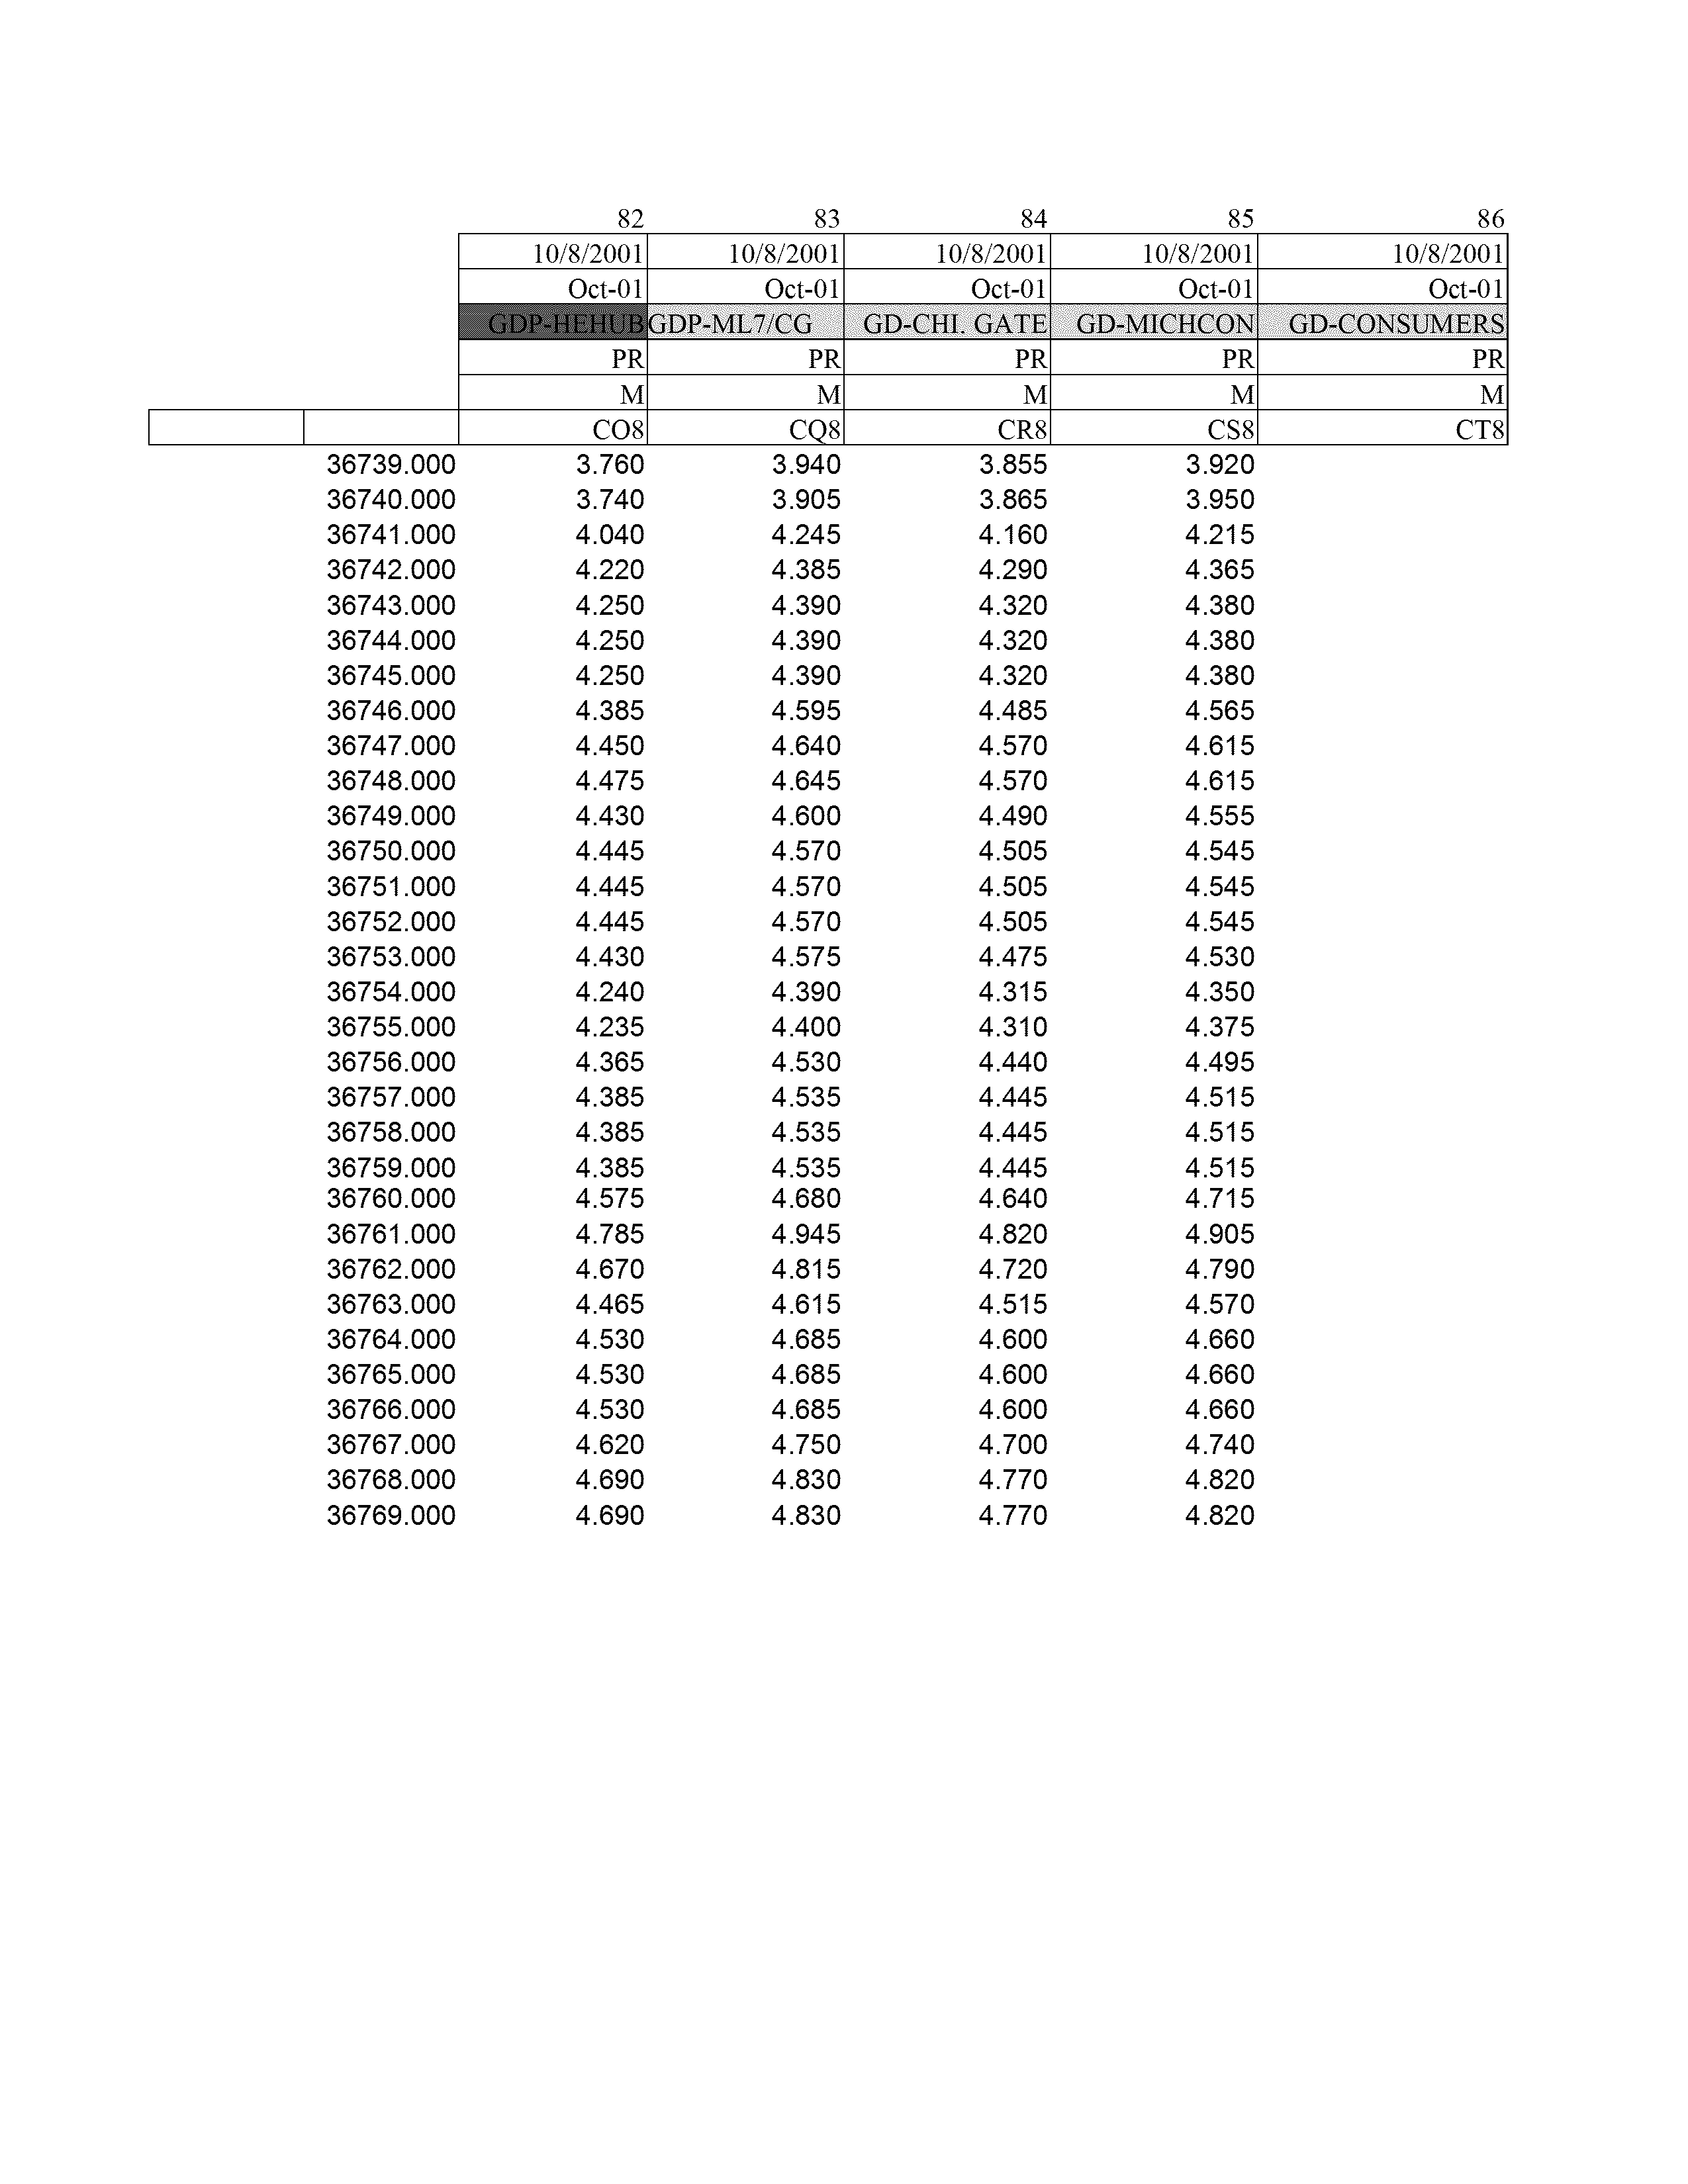 82 83 84 85 86
10/8/2001 10/8/2001 10/8/2001 10/8/2001 10/8/2001
Oct-01 Oct-01 Oct-01 Oct-01 Oct-01
GDP-HEHUB GDP-ML7/CG GD-CHI. GATE GD-MICHCON GD-CONSUMERS
PR PR PR PR PR
M M M M M
CO8 CQ8 CR8 CS8 CT8
36739.000 3.760 3.940 3.855 3.920
36740.000 3.740 3.905 3.865 3.950
36741.000 4.040 4.245 4.160 4.215
36742.000 4.220 4.385 4.290 4.365
36743.000 4.250 4.390 4.320 4.380
36744.000 4.250 4.390 4.320 4.380
36745.000 4.250 4.390 4.320 4.380
36746.000 4.385 4.595 4.485 4.565
36747.000 4.450 4.640 4.570 4.615
36748.000 4.475 4.645 4.570 4.615
36749.000 4.430 4.600 4.490 4.555
36750.000 4.445 4.570 4.505 4.545
36751.000 4.445 4.570 4.505 4.545
36752.000 4.445 4.570 4.505 4.545
36753.000 4.430 4.575 4.475 4.530
36754.000 4.240 4.390 4.315 4.350
36755.000 4.235 4.400 4.310 4.375
36756.000 4.365 4.530 4.440 4.495
36757.000 4.385 4.535 4.445 4.515
36758.000 4.385 4.535 4.445 4.515
36759.000 4.385 4.535 4.445 4.515
36760.000 4.575 4.680 4.640 4.715
36761.000 4.785 4.945 4.820 4.905
36762.000 4.670 4.815 4.720 4.790
36763.000 4.465 4.615 4.515 4.570
36764.000 4.530 4.685 4.600 4.660
36765.000 4.530 4.685 4.600 4.660
36766.000 4.530 4.685 4.600 4.660
36767.000 4.620 4.750 4.700 4.740
36768.000 4.690 4.830 4.770 4.820
36769.000 4.690 4.830 4.770 4.820